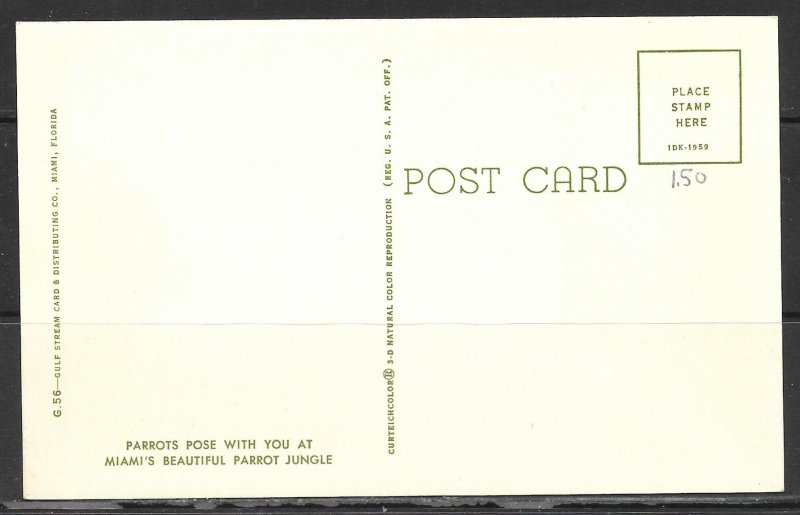 G.56—GULF STREAM CARD & DISTRIBUTING CO., MIAMI, FLORIDA
PARROTS POSE WITH YOU AT
MIAMI'S BEAUTIFUL PARROT JUNGLE
CURTEICHCOLOR® 3-D NATURAL COLOR REPRODUCTION (REG. U. S. A. PAT. OFF.)
POST CARD
PLACE
STAMP
HERE
1DK-1959
1.50